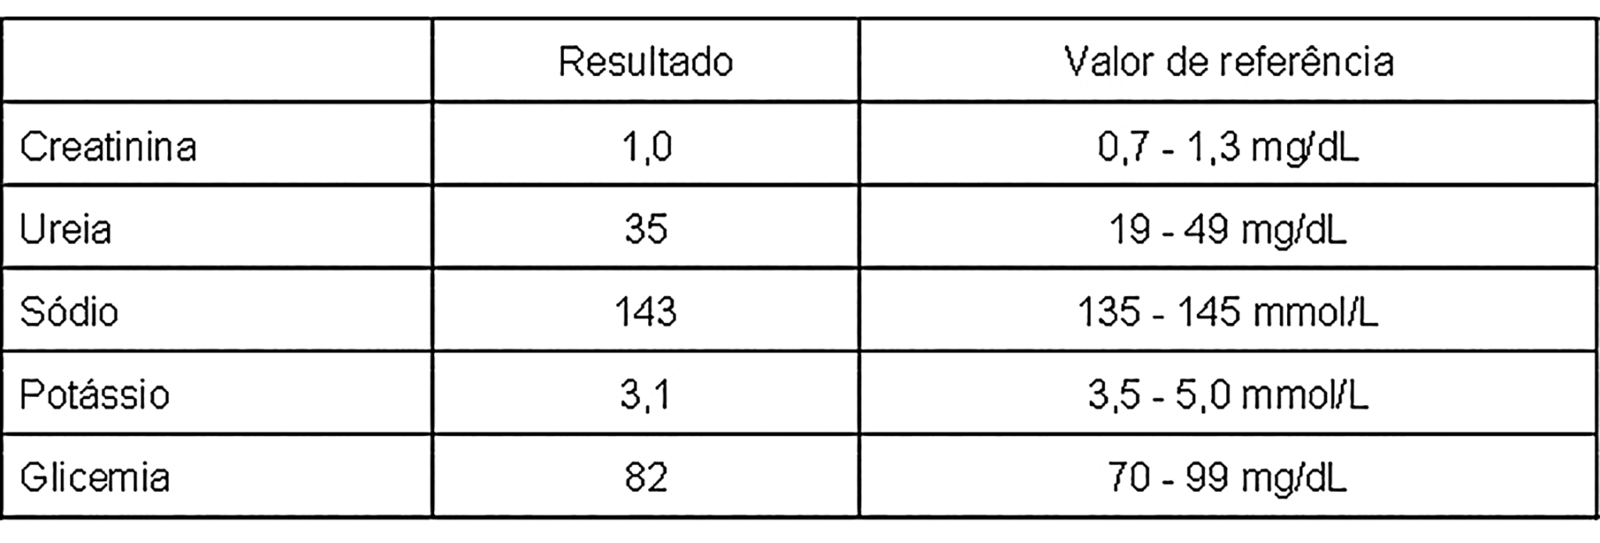 Resultado Valor de referência
Creatinina 1,0 0,7 - 1,3 mg/dL
Ureia 35 19 - 49 mg/dL
Sódio 143 135 - 145 mmol/L
Potássio 3,1 3,5 - 5,0 mmol/L
Glicemia 82 70 - 99 mg/dL